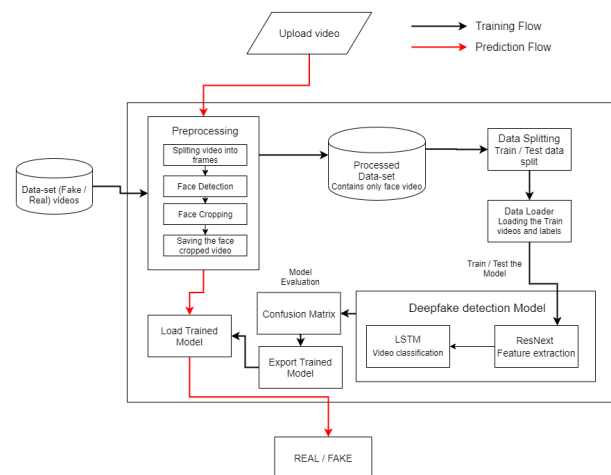 Upload video
Training Flow
Prediction Flow
Preprocessing
Spliting video into
frames
Face Detection
Face Cropping
Saving the face
cropped video
Data-set (Fake /
Real) videos
Processed
Data-set
Contains only face video
Data Splitting
Train / Test data
split
Data Loader
Loading the Train
videos and labels
Train / Test the
Model
Model
Evaluation
Confusion Matrix
Export Trained
Model
Load Trained
Model
Deepfake detection Model
LSTM
Video classification
ResNext
Feature extraction
REAL / FAKE